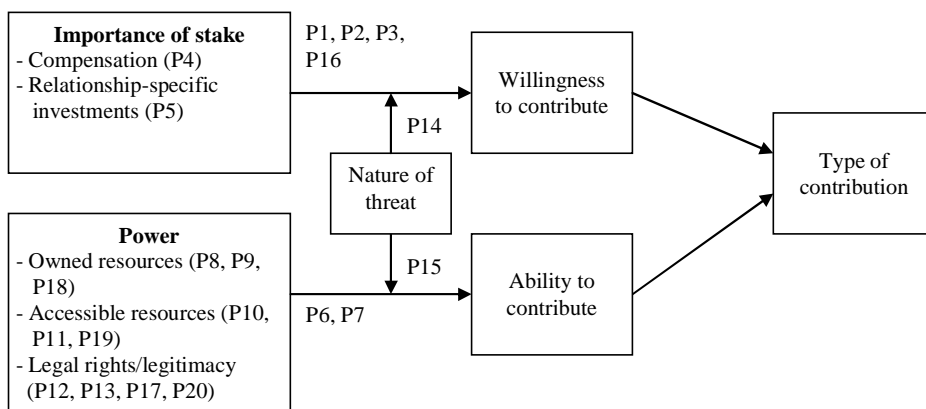 Importance of stake
- Compensation (P4)
- Relationship-specific
investments (P5)
P1, P2, P3,
P16
Willingness
to contribute
P14
Nature of
threat
Type of
contribution
Power
- Owned resources (P8, P9,
P18)
- Accessible resources (P10,
P11, P19)
- Legal rights/legitimacy
(P12, P13, P17, P20)
P15
P6, P7
Ability to
contribute